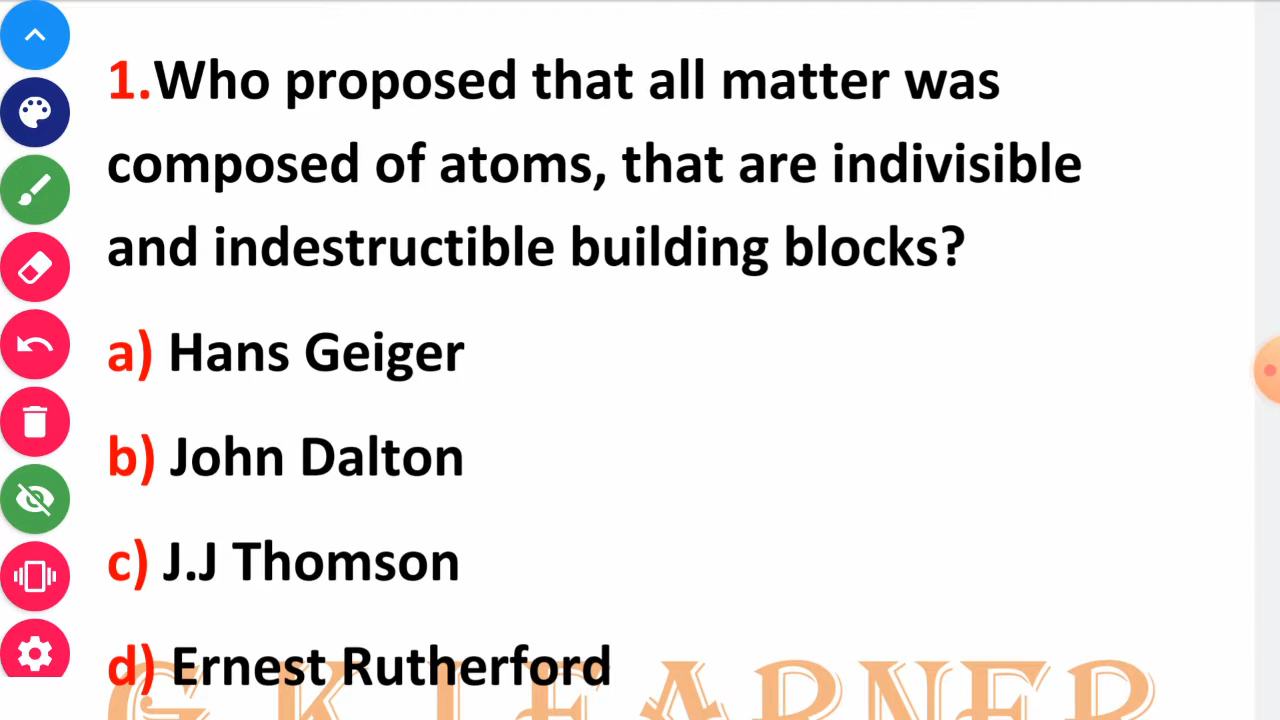 1.Who proposed that all matter was
composed of atoms, that are indivisible
and indestructible building blocks?
a) Hans Geiger
b) John Dalton
c) J.J Thomson
d) Ernest Rutherford
G K LEARNER